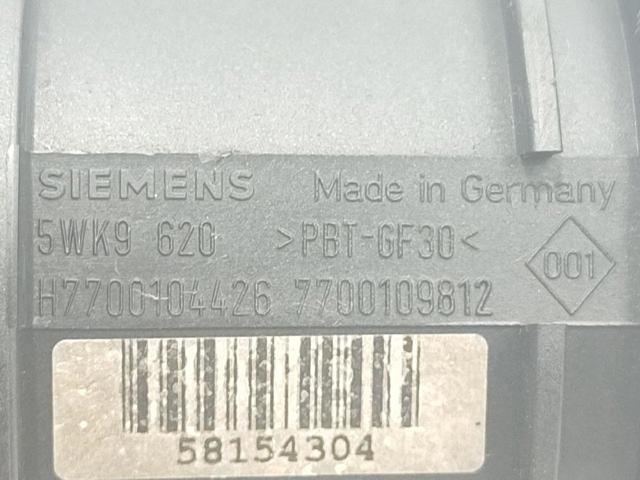 SIEMENS Made in Germany
5WK9 620 >PBT-GF30<
001
H7700104426 7700109812
58154304